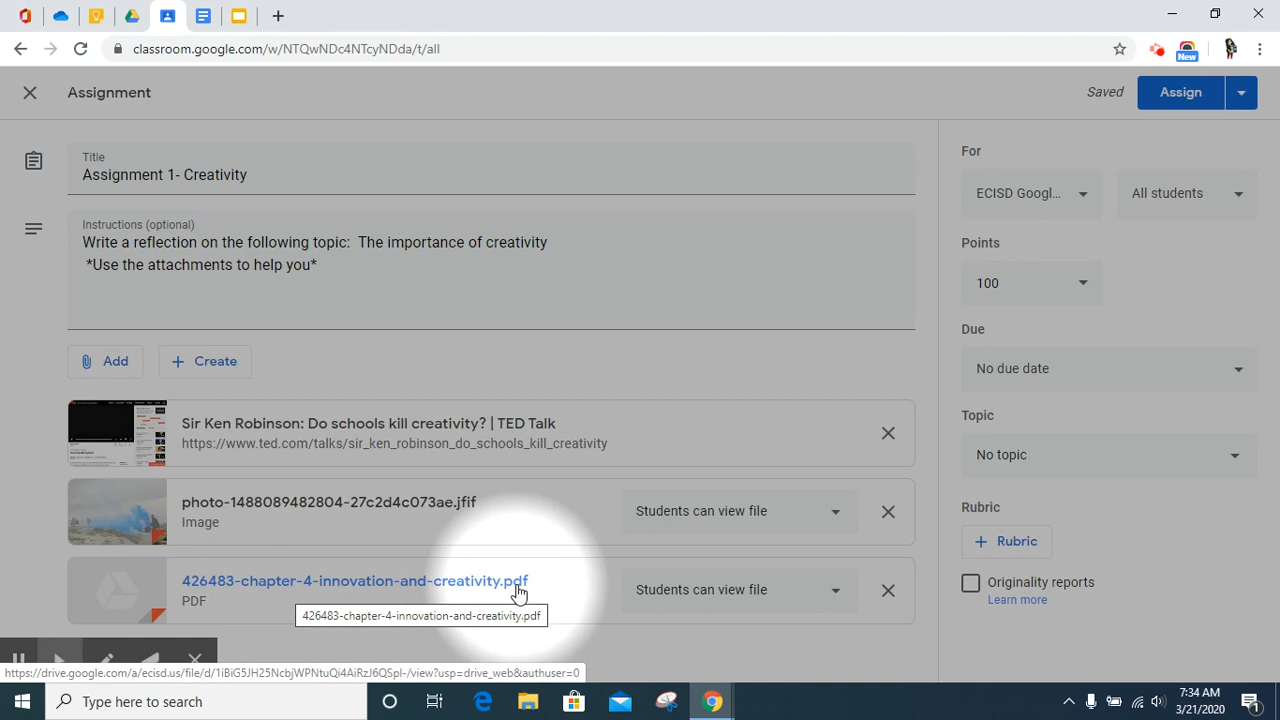 classroom.google.com/w/NTQwNDc4NTcyNDda/t/all
New
Assignment
Saved
Assign
Title
Assignment 1- Creativity
Instructions (optional)
Write a reflection on the following topic:  The importance of creativity
*Use the attachments to help you*
Add
Create
Sir Ken Robinson: Do schools kill creativity? | TED Talk
https://www.ted.com/talks/sir_ken_robinson_do_schools_kill_creativity
photo-1488089482804-27c2d4c073ae.jfif
Image
Students can view file
426483-chapter-4-innovation-and-creativity.pdf
PDF
Students can view file
426483-chapter-4-innovation-and-creativity.pdf
For
ECISD Googl...
All students
Points
100
Due
No due date
Topic
No topic
Rubric
Rubric
Originality reports
Learn more
https://drive.google.com/a/ecisd.us/file/d/1iBiG5JH25NcbjWPNtuQi4AiRzJ6QSpI-/view?usp=drive_web&authuser=0
Type here to search
7:34 AM
3/21/2020
1